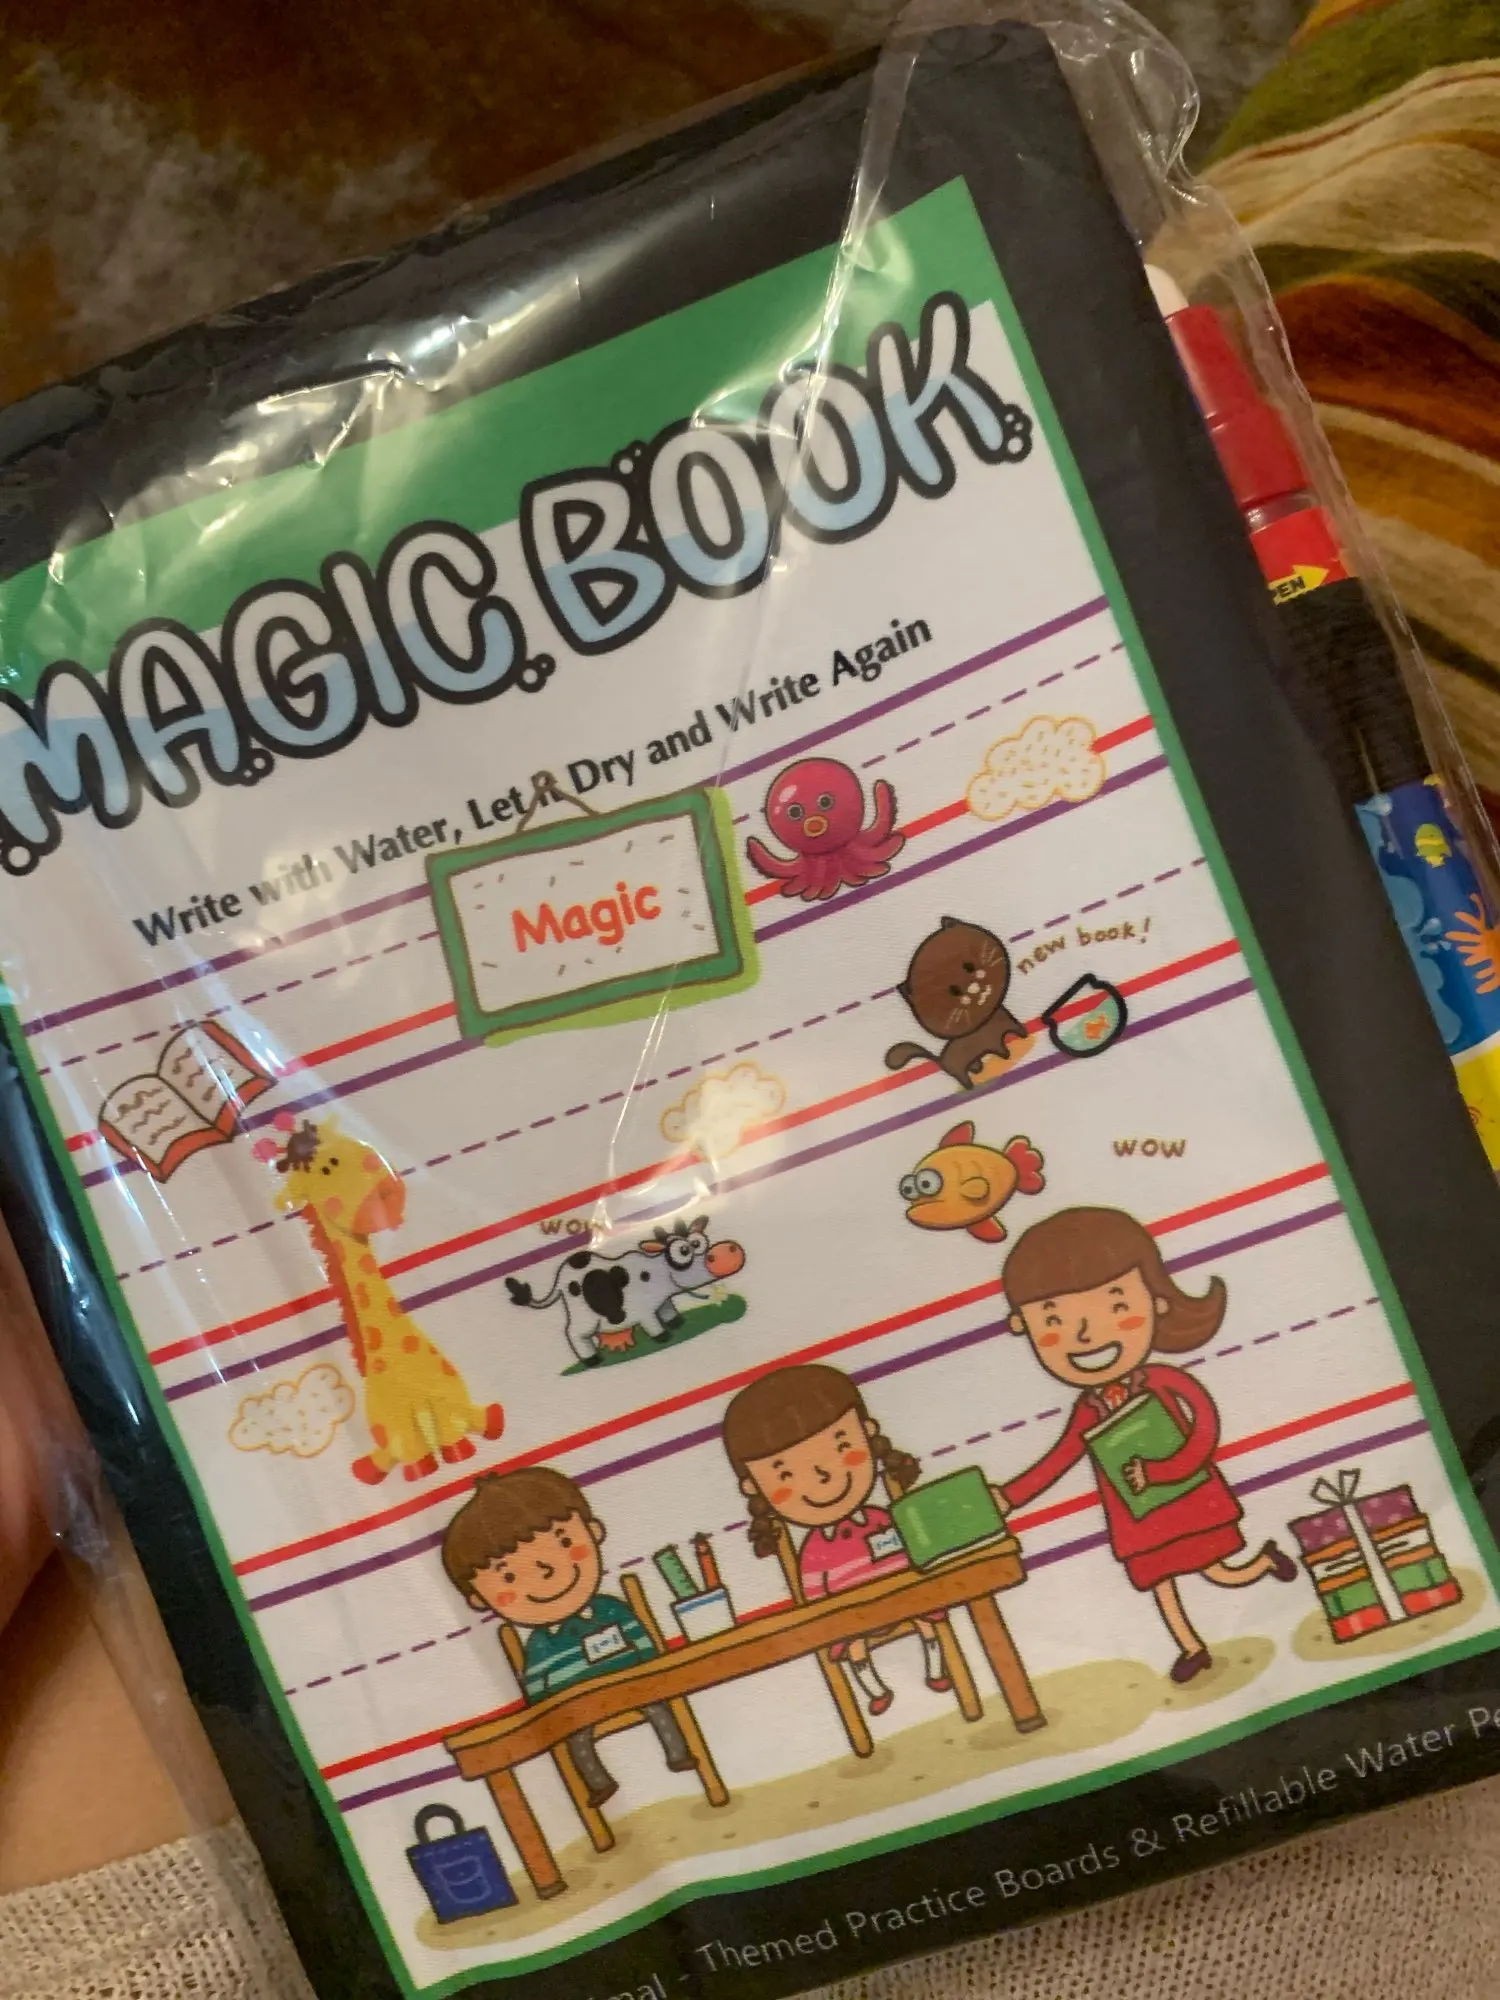 MAGIC BOOK
Write with Water, Let It Dry and Write Again
Magic
new book!
wow
wow
Themed Practice Boards & Refillable Water